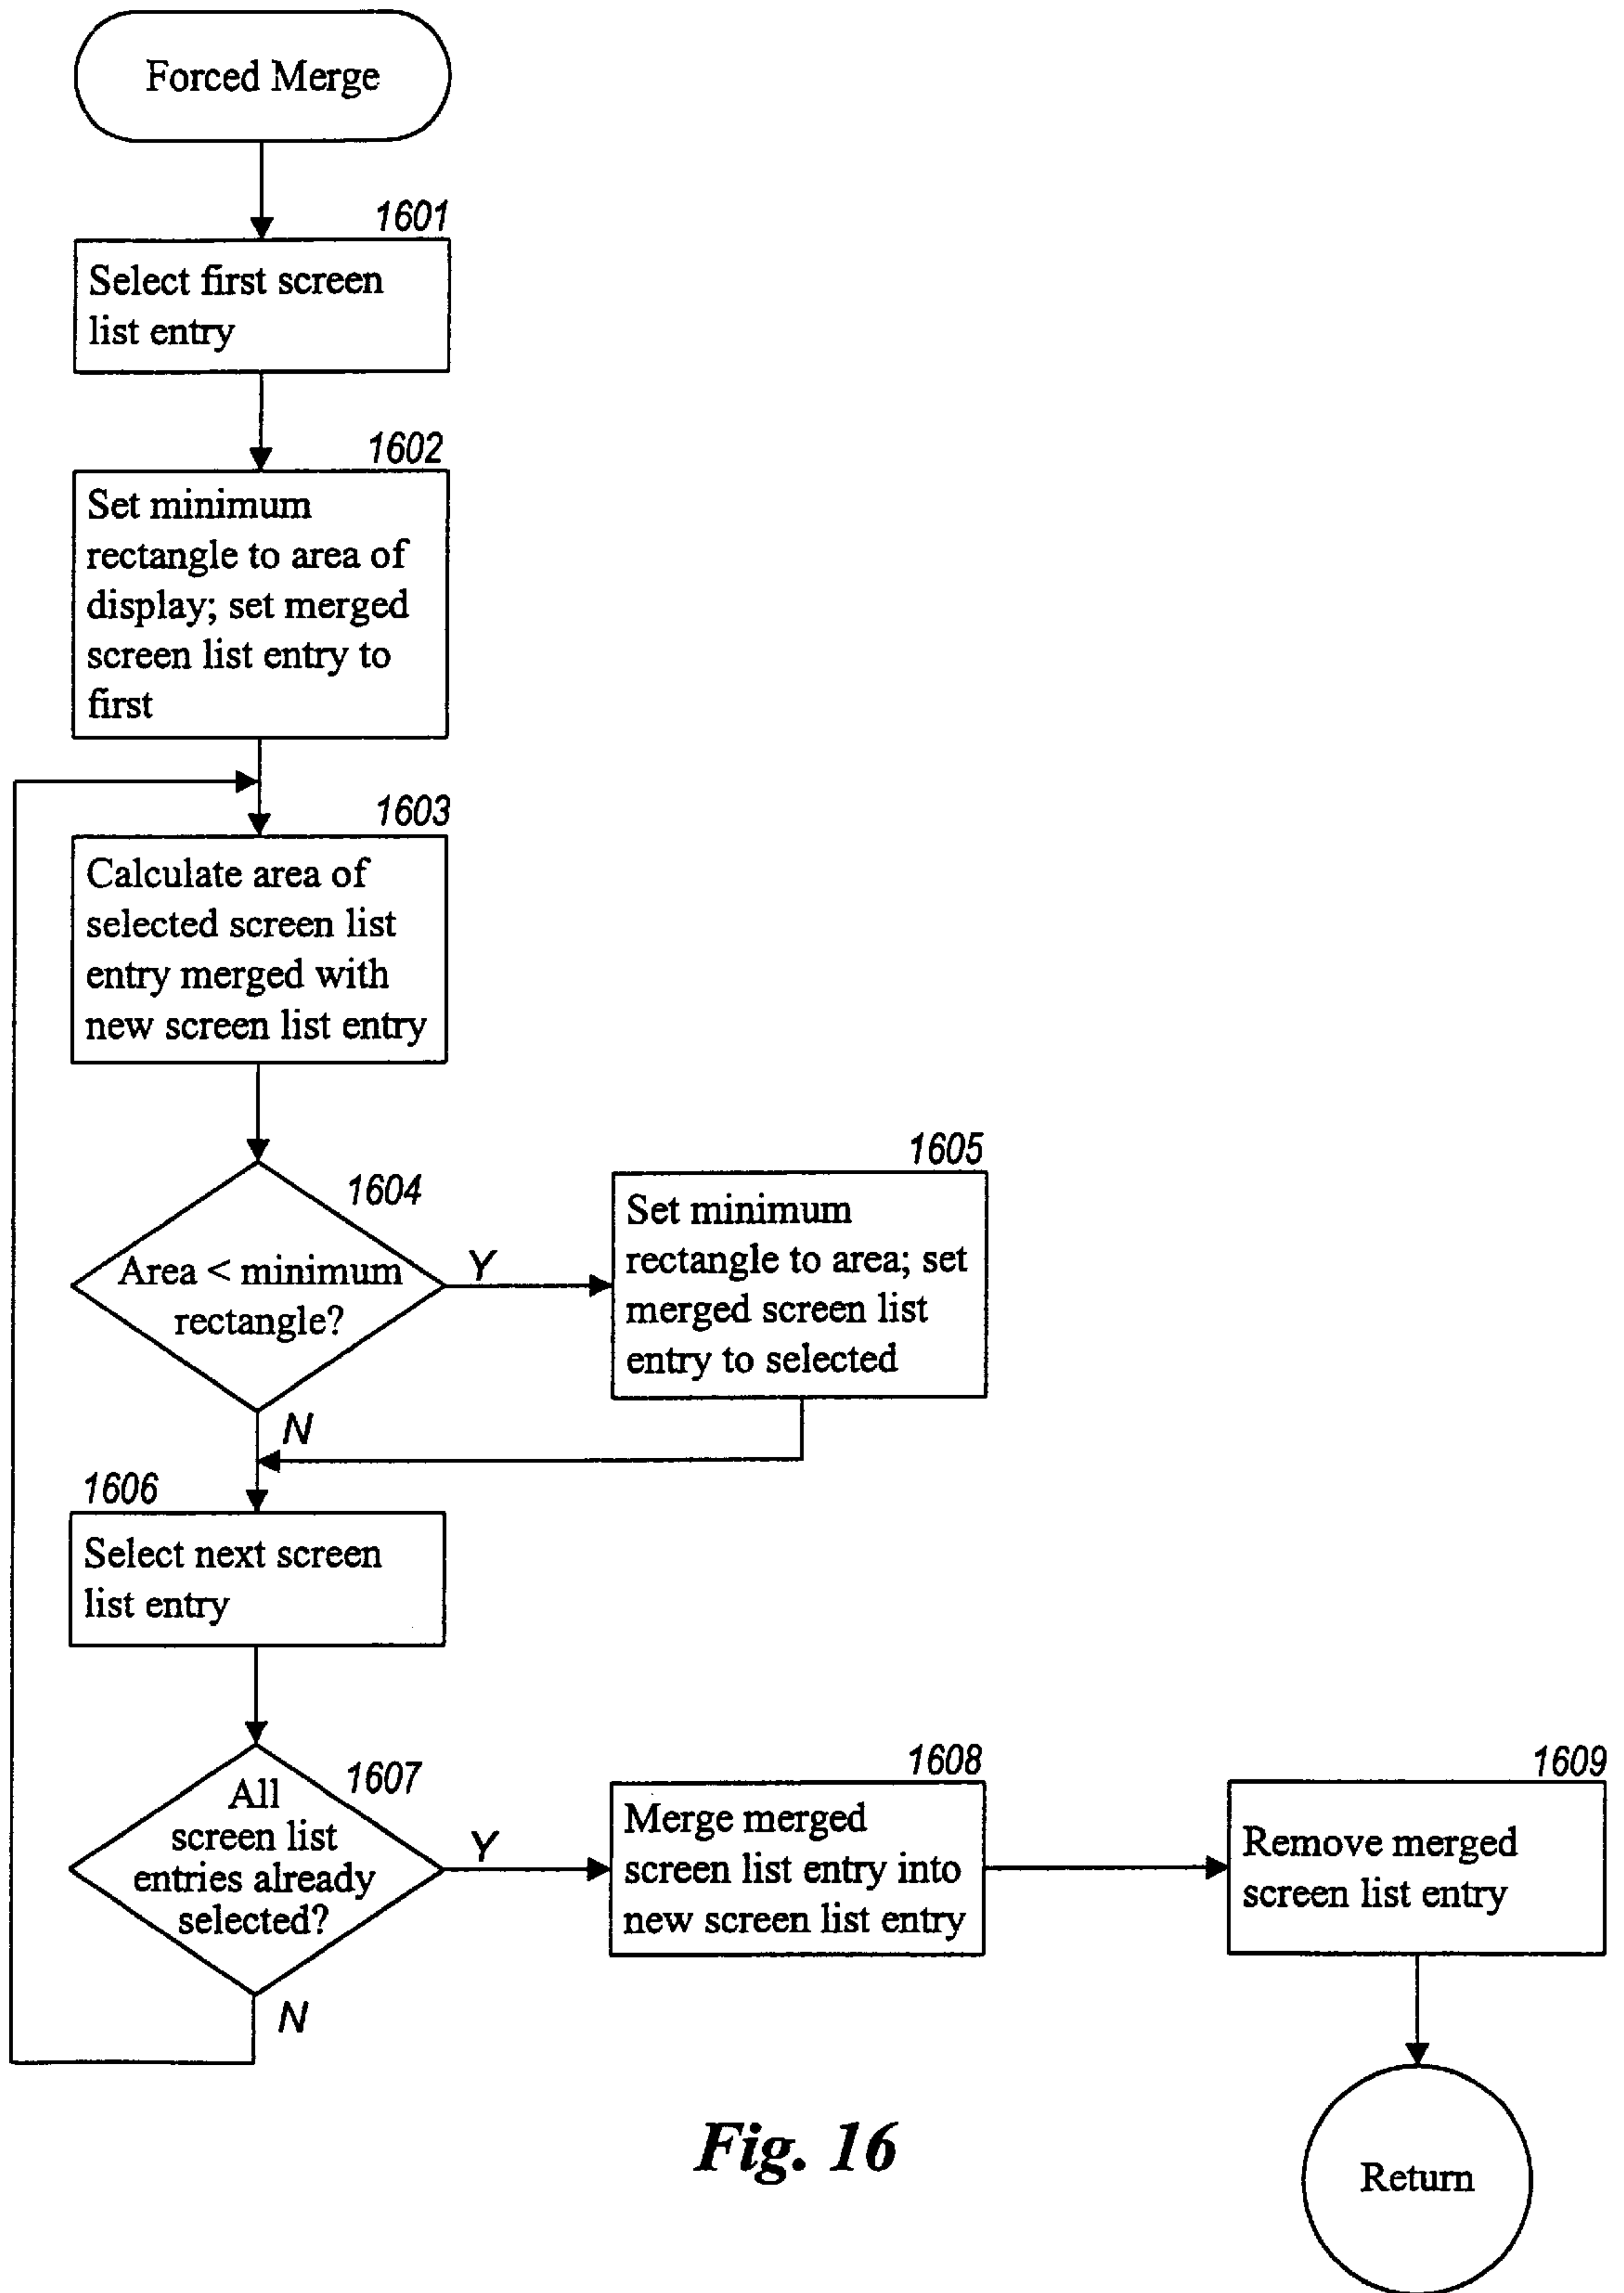 Forced Merge
1601
Select first screen
list entry
1602
Set minimum
rectangle to area of
display; set merged
screen list entry to
first
1603
Calculate area of
selected screen list
entry merged with
new screen list entry
1604
Area < minimum
rectangle?
Y
N
1605
Set minimum
rectangle to area; set
merged screen list
entry to selected
1606
Select next screen
list entry
1607
All
screen list
entries already
selected?
Y
N
1608
Merge merged
screen list entry into
new screen list entry
1609
Remove merged
screen list entry
Return
Fig. 16